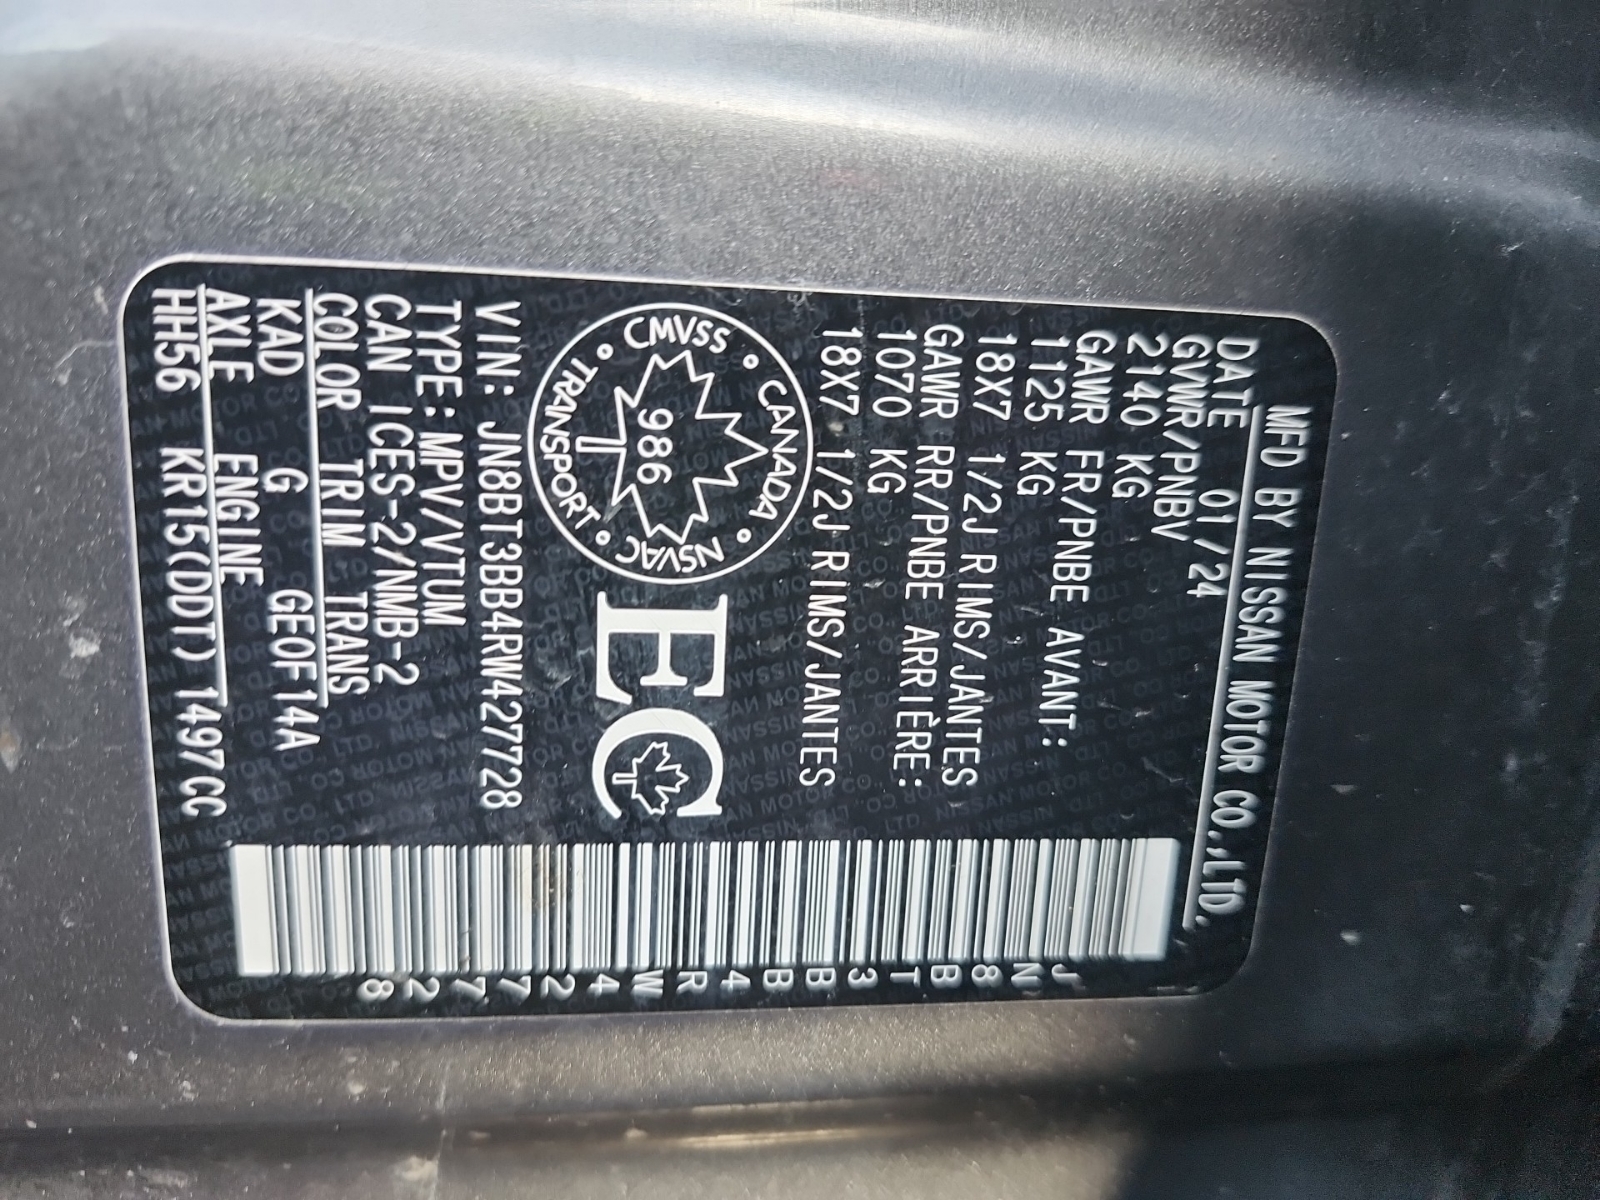 MFD BY NISSAN MOTOR CO.,LTD.
DATE 01/24
GVWR/PNBV
2140 KG
GAWR FR/PNBE AVANT:
1125 KG
18X7 1/2J RIMS/JANTES
GAWR RR/PNBE ARRIÈRE:
1070 KG
18X7 1/2J RIMS/JANTES
CANADA • NSVAC • TRANSPORT • CMVSS •
986
EC
VIN: JN8BT3BB4RW427728
TYPE:MPV/VTUM
CAN ICES-2/NMB-2
COLOR TRIM TRANS
KAD G GE0F14A
AXLE ENGINE
HH56 KR15(DDT) 1497CC
JN8BT3BB4RW427728